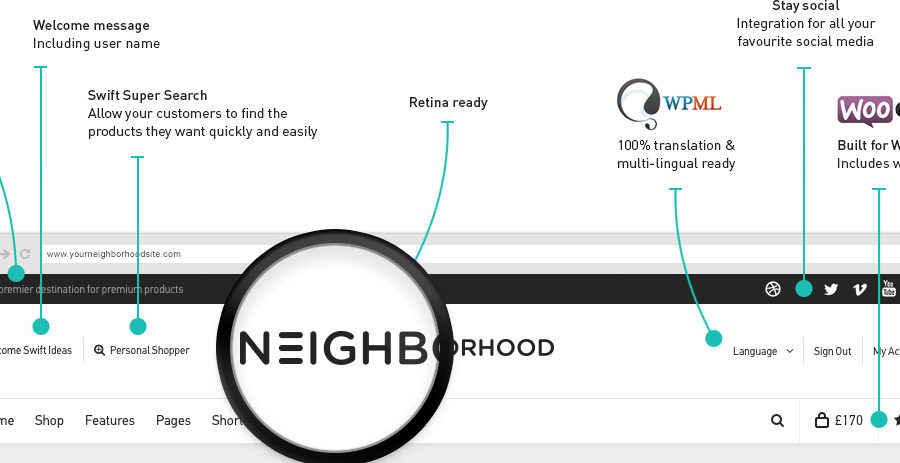 Stay social
Integration for all your
favourite social media
Welcome message
Including user name
Swift Super Search
Allow your customers to find the
products they want quickly and easily
Retina ready
WPML
100% translation &
multi-lingual ready
WOO
Built for W
Includes w
www.yourneighborhoodsite.com
premier destination for premium products
You
Tube
come Swift Ideas
Personal Shopper
NEIGHBORHOOD
Language
Sign Out
My Ac
me Shop Features Pages Short
£170